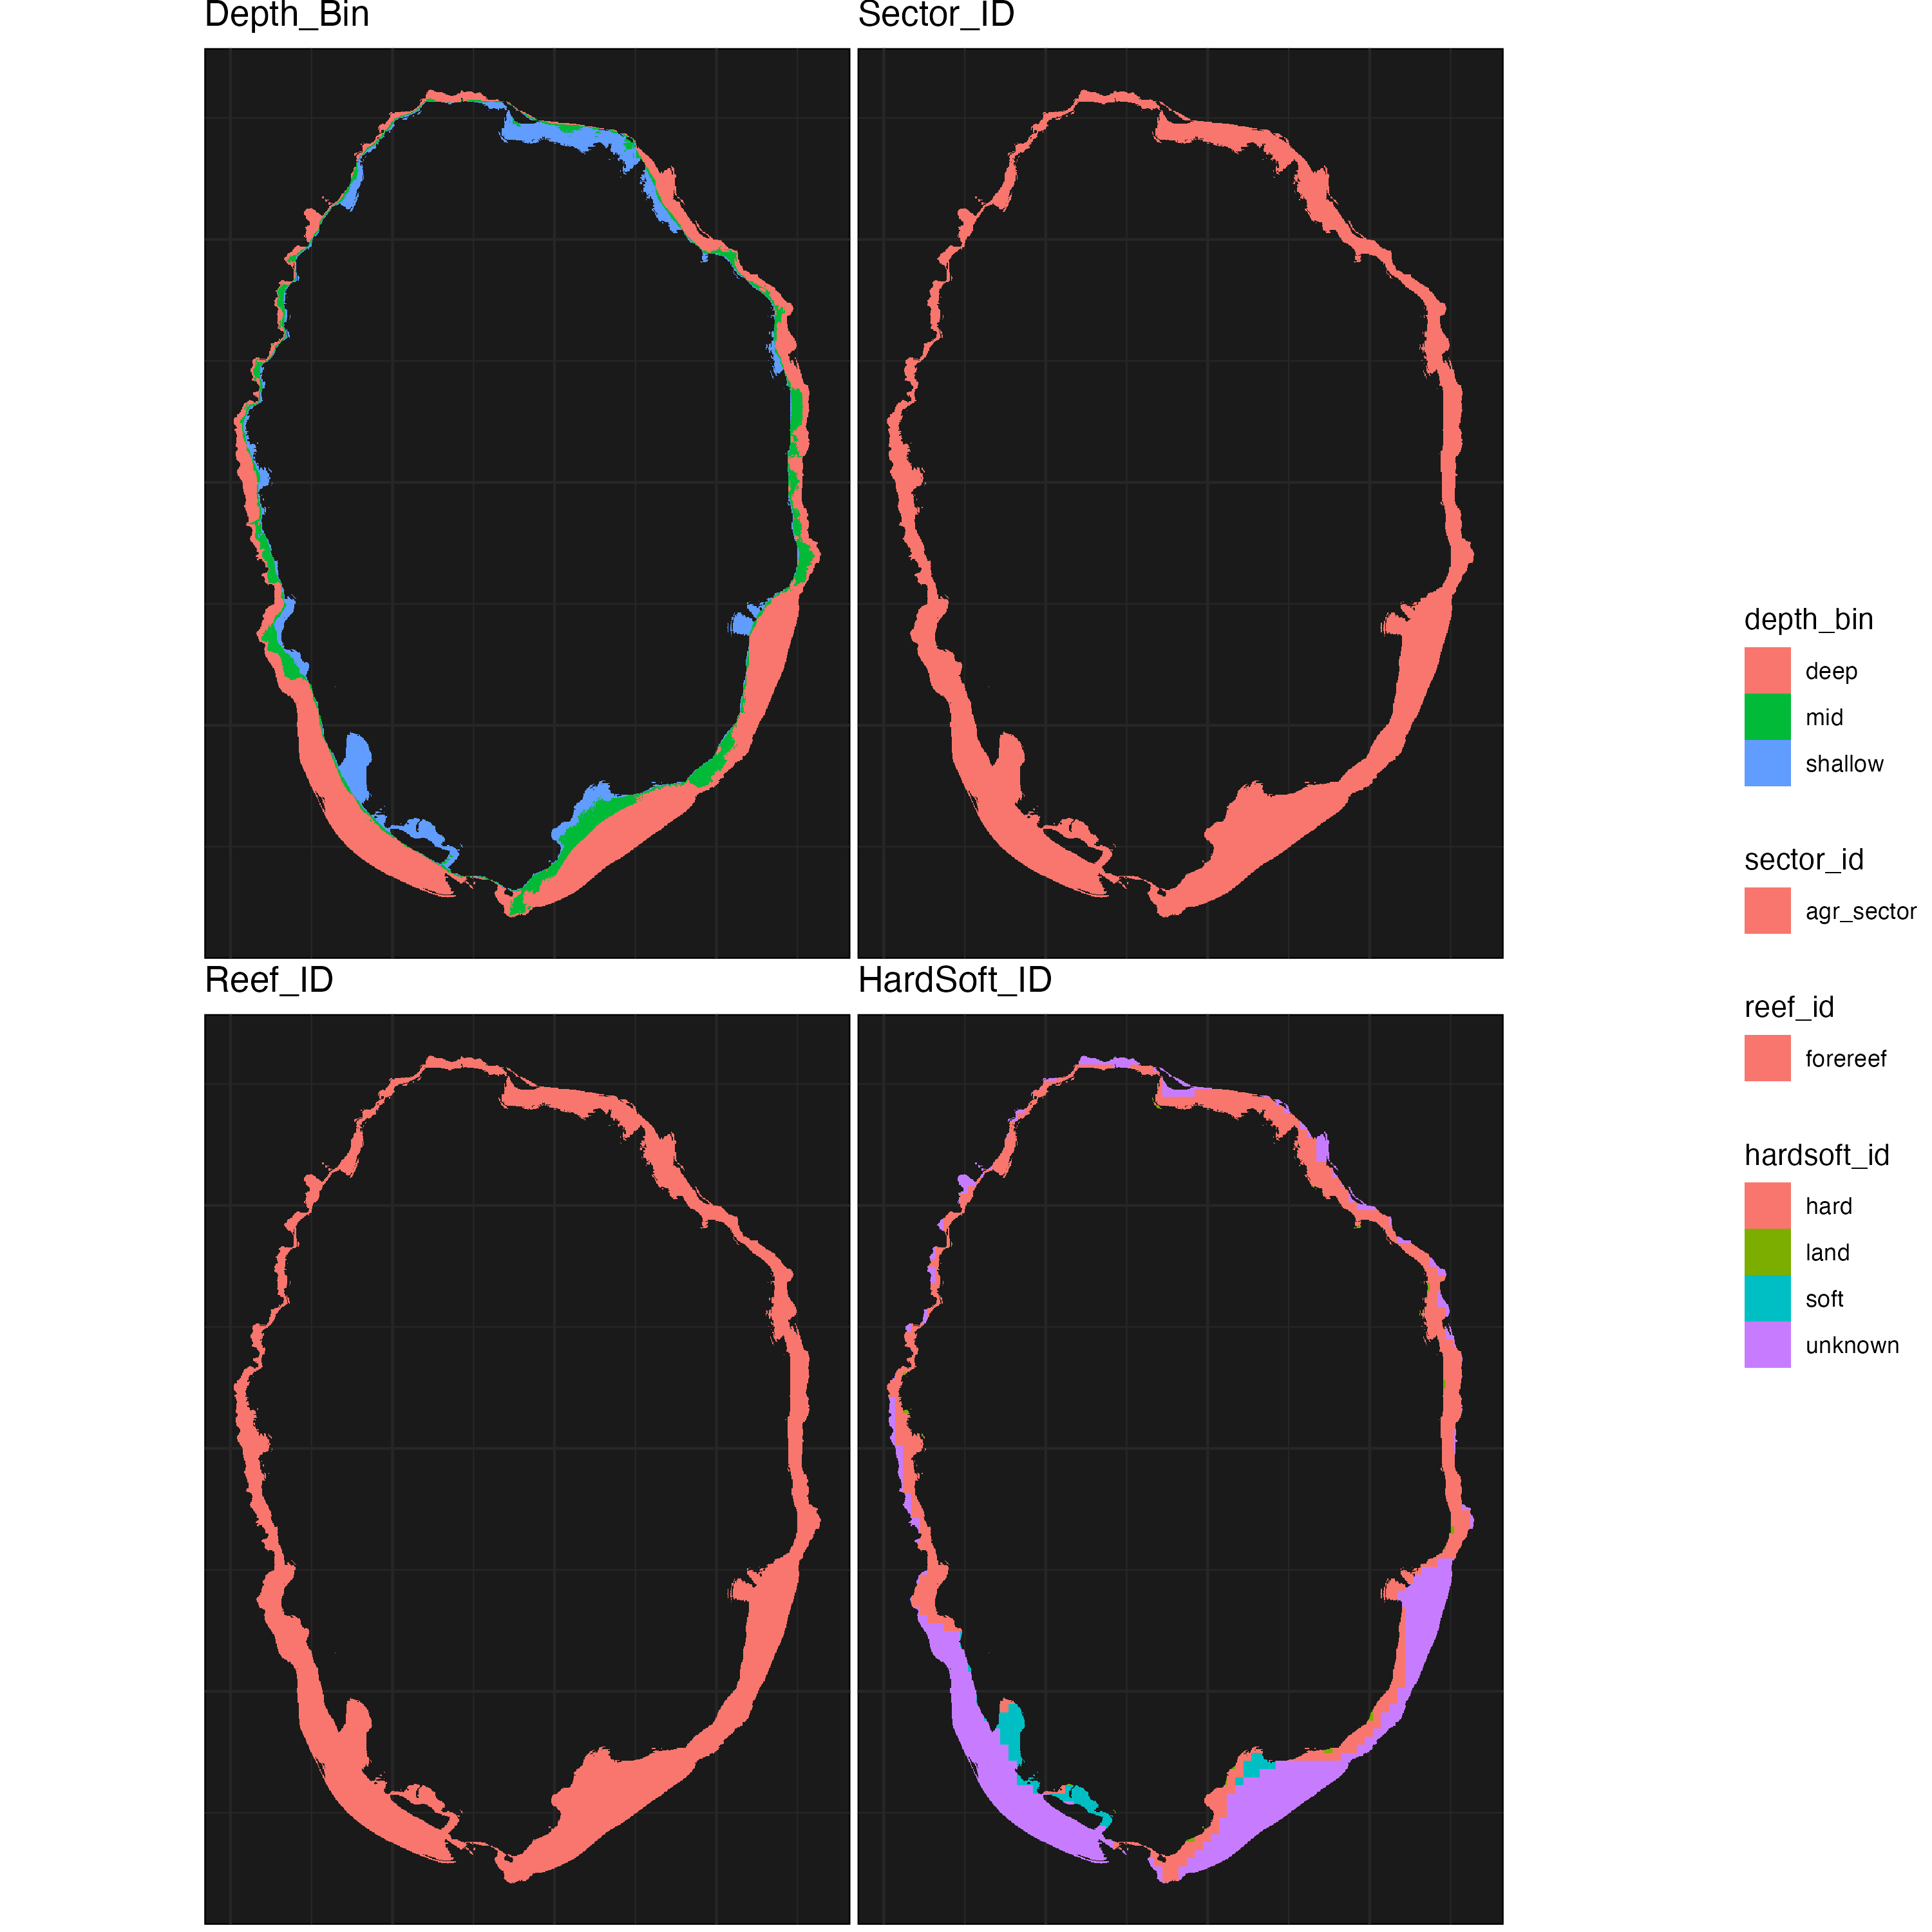 Depth_Bin
Sector_ID
Reef_ID
HardSoft_ID
depth_bin
deep
mid
shallow
sector_id
agr_sector
reef_id
forereef
hardsoft_id
hard
land
soft
unknown